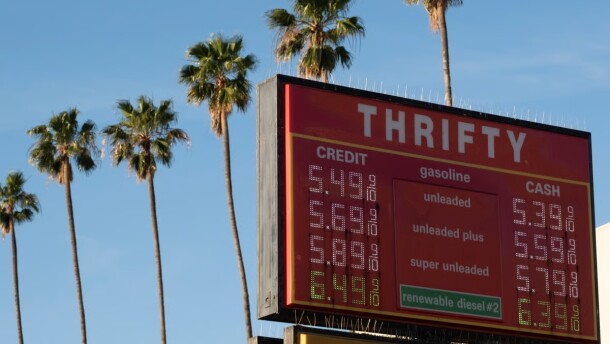 THRIFTY
CREDIT gasoline CASH
5.49 9/10 unleaded 5.39 9/10
5.69 9/10 unleaded plus 5.59 9/10
5.89 9/10 super unleaded 5.79 9/10
6.49 9/10 renewable diesel #2 6.39 9/10